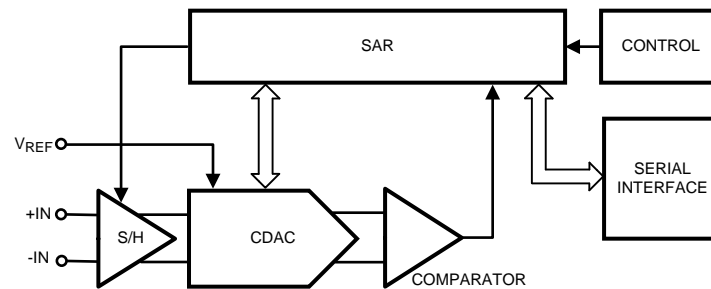 SAR
CONTROL
VREF
SERIAL
INTERFACE
+IN
S/H
CDAC
-IN
COMPARATOR